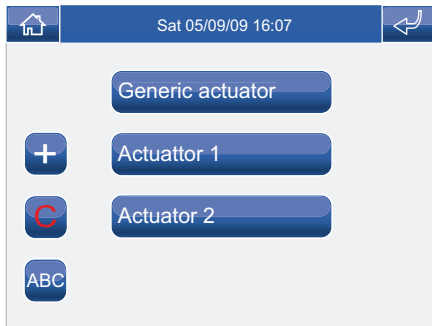 Sat 05/09/09 16:07
Generic actuator
+
Actuattor 1
C
Actuator 2
ABC